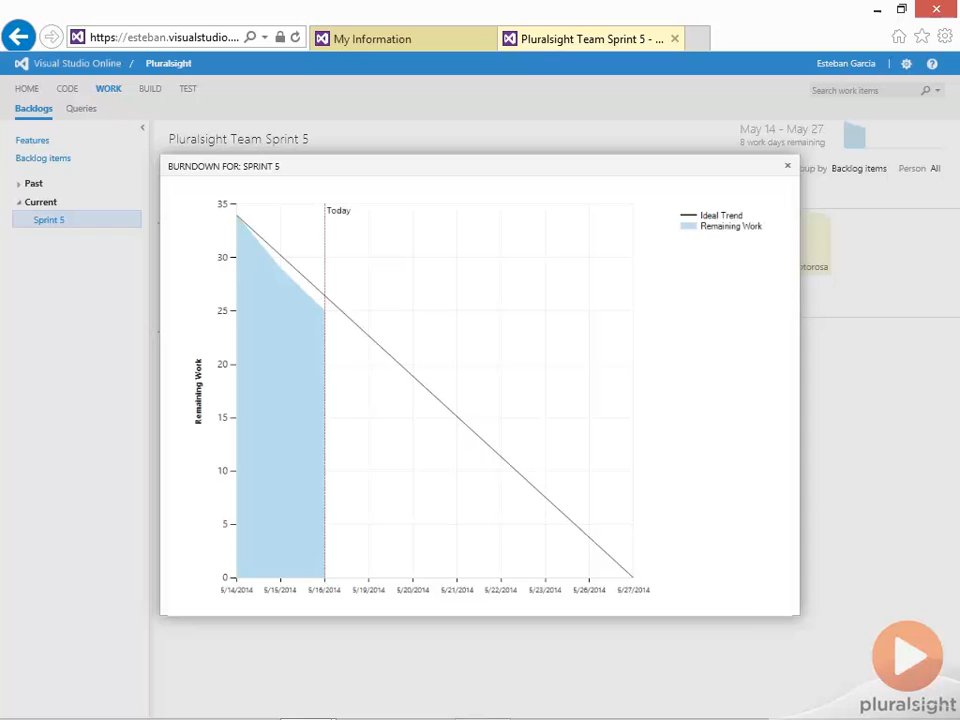 https://esteban.visualstudio....
My Information
Pluralsight Team Sprint 5 - ...
Visual Studio Online / Pluralsight
Esteban Garcia
HOME CODE WORK BUILD TEST
Search work items
Backlogs Queries
Features
Backlog items
Past
Current
Sprint 5
Pluralsight Team Sprint 5
May 14 - May 27
8 work days remaining
Backlog items Person All
BURNDOWN FOR: SPRINT 5
Today
Ideal Trend
Remaining Work
Remaining Work
35
30
25
20
15
10
5
0
5/14/2014 5/15/2014 5/16/2014 5/19/2014 5/20/2014 5/21/2014 5/22/2014 5/23/2014 5/26/2014 5/27/2014
pluralsight